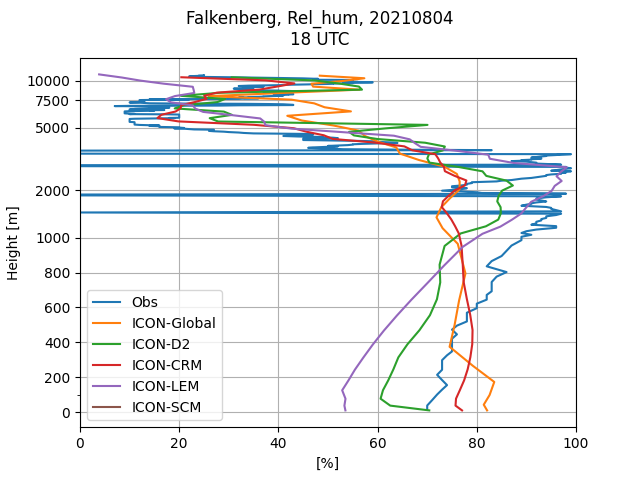 Falkenberg, Rel_hum, 20210804
18 UTC
10000
7500
5000
2000
1000
800
600
400
200
0
Height [m]
Obs
ICON-Global
ICON-D2
ICON-CRM
ICON-LEM
ICON-SCM
0 20 40 60 80 100
[%]